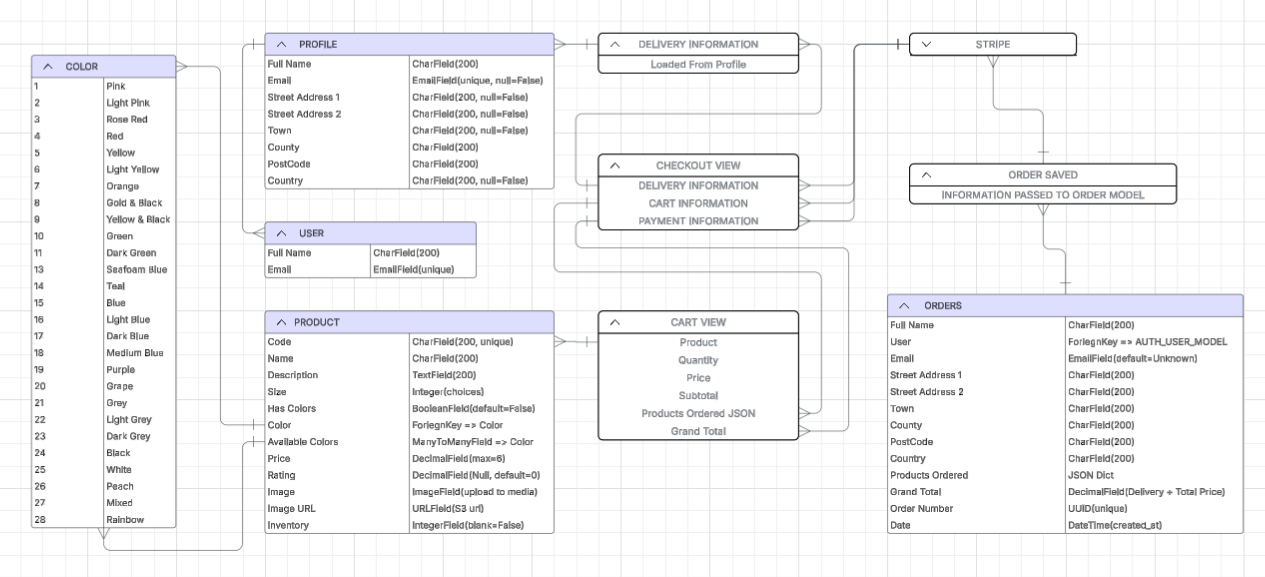 COLOR
1 Pink
2 Light Pink
3 Rose Red
4 Red
5 Yellow
6 Light Yellow
7 Orange
8 Gold & Black
9 Yellow & Black
10 Green
11 Dark Green
13 Seafoam Blue
14 Teal
15 Blue
16 Light Blue
17 Dark Blue
18 Medium Blue
19 Purple
20 Grape
21 Grey
22 Light Grey
23 Dark Grey
24 Black
25 White
26 Peach
27 Mixed
28 Rainbow
PROFILE
Full Name CharField(200)
Email EmailField(unique, null=False)
Street Address 1 CharField(200, null=False)
Street Address 2 CharField(200, null=False)
Town CharField(200, null=False)
County CharField(200)
PostCode CharField(200)
Country CharField(200, null=False)
USER
Full Name CharField(200)
Email EmailField(unique)
PRODUCT
Code CharField(200, unique)
Name CharField(200)
Description TextField(200)
Size Integer(choices)
Has Colors BooleanField(default=False)
Color ForiegnKey => Color
Available Colors ManyToManyField => Color
Price DecimalField(max=6)
Rating DecimalField(Null, default=0)
Image ImageField(upload to media)
Image URL URLField(S3 url)
Inventory IntegerField(blank=False)
DELIVERY INFORMATION
Loaded From Profile
CHECKOUT VIEW
DELIVERY INFORMATION
CART INFORMATION
PAYMENT INFORMATION
CART VIEW
Product
Quantity
Price
Subtotal
Products Ordered JSON
Grand Total
STRIPE
ORDER SAVED
INFORMATION PASSED TO ORDER MODEL
ORDERS
Full Name CharField(200)
User ForiegnKey => AUTH_USER_MODEL
Email EmailField(default=Unknown)
Street Address 1 CharField(200)
Street Address 2 CharField(200)
Town CharField(200)
County CharField(200)
PostCode CharField(200)
Country CharField(200)
Products Ordered JSON Dict
Grand Total DecimalField(Delivery + Total Price)
Order Number UUID(unique)
Date DateTime(created_at)